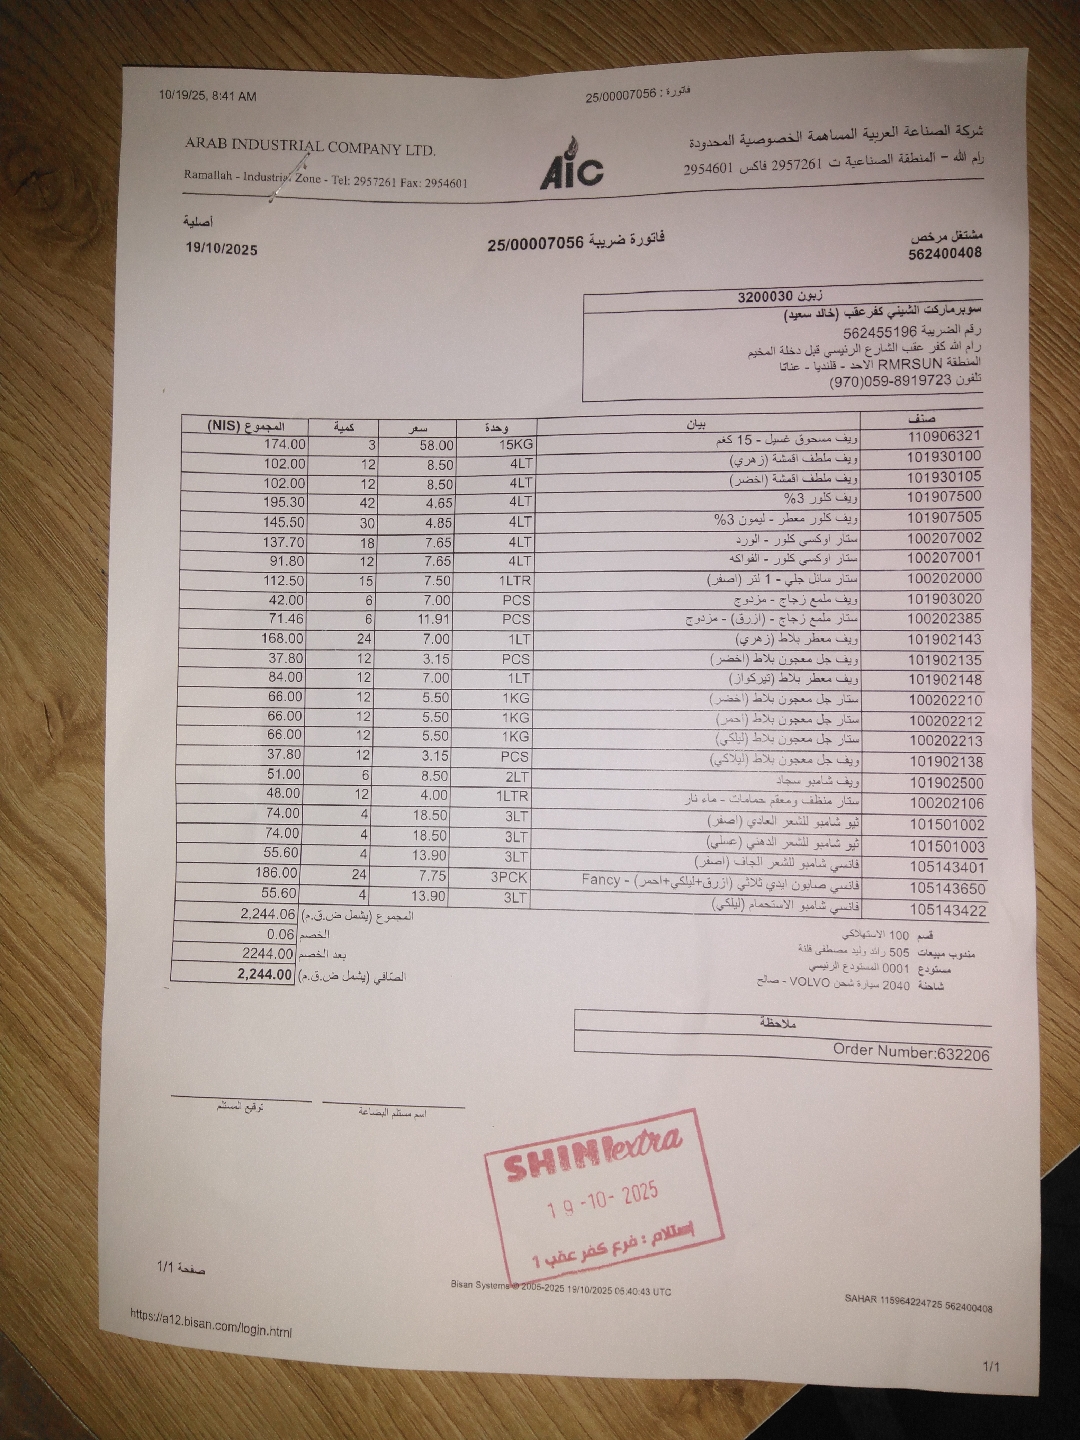 10/19/25, 8:41 AM
فاتورة : 25/00007056
ARAB INDUSTRIAL COMPANY LTD.
Ramallah - Industrial Zone - Tel: 2957261 Fax: 2954601
AiC
شركة الصناعة العربية المساهمة الخصوصية المحدودة
رام الله - المنطقة الصناعية ت 2957261 فاكس 2954601
أصلية
19/10/2025
فاتورة ضريبة 25/00007056
مشتغل مرخص
562400408
زبون 3200030
سوبرماركت الشيني كفرعقب (خالد سعيد)
رقم الضريبة 562455196
رام الله كفر عقب الشارع الرئيسي قبل دخلة المخيم
المنطقة RMRSUN الاحد - قلنديا - عناتا
تلفون 059-8919723(970)
صنف بيان وحدة سعر كمية المجموع (NIS)
110906321 ويف مسحوق غسيل - 15 كغم 15KG 58.00 3 174.00
101930100 ويف ملطف اقمشة (زهري) 4LT 8.50 12 102.00
101930105 ويف ملطف اقمشة (اخضر) 4LT 8.50 12 102.00
101907500 ويف كلور 3% 4LT 4.65 42 195.30
101907505 ويف كلور معطر - ليمون 3% 4LT 4.85 30 145.50
100207002 ستار اوكسي كلور - الورد 4LT 7.65 18 137.70
100207001 ستار اوكسي كلور - الفواكه 4LT 7.65 12 91.80
100202000 ستار سائل جلي - 1 لتر (اصفر) 1LTR 7.50 15 112.50
101903020 ويف ملمع زجاج - مزدوج PCS 7.00 6 42.00
100202385 ستار ملمع زجاج - (ازرق) - مزدوج PCS 11.91 6 71.46
101902143 ويف معطر بلاط (زهري) 1LT 7.00 24 168.00
101902135 ويف جل معجون بلاط (اخضر) PCS 3.15 12 37.80
101902148 ويف معطر بلاط (تيركواز) 1LT 7.00 12 84.00
100202210 ستار جل معجون بلاط (اخضر) 1KG 5.50 12 66.00
100202212 ستار جل معجون بلاط (احمر) 1KG 5.50 12 66.00
100202213 ستار جل معجون بلاط (ليلكي) 1KG 5.50 12 66.00
101902138 ويف جل معجون بلاط (ليلاكي) PCS 3.15 12 37.80
101902500 ويف شامبو سجاد 2LT 8.50 6 51.00
100202106 ستار منظف ومعقم حمامات - ماء نار 1LTR 4.00 12 48.00
101501002 ثيو شامبو للشعر العادي (اصفر) 3LT 18.50 4 74.00
101501003 ثيو شامبو للشعر الدهني (عسلي) 3LT 18.50 4 74.00
105143401 فانسي شامبو للشعر الجاف (اصفر) 3LT 13.90 4 55.60
105143650 فانسي صابون ايدي ثلاثي (ازرق+ليلكي+احمر) - Fancy 3PCK 7.75 24 186.00
105143422 فانسي شامبو الاستحمام (ليلكي) 3LT 13.90 4 55.60
المجموع (يشمل ض.ق.م) 2,244.06
الخصم 0.06
بعد الخصم 2244.00
الصافي (يشمل ض.ق.م) 2,244.00
قسم 100 الاستهلاكي
مندوب مبيعات 505 رائد وليد مصطفى قلنة
مستودع 0001 المستودع الرئيسي
شاحنة 2040 سيارة شحن VOLVO - صالح
ملاحظة
Order Number:632206
اسم مستلم البضاعة
توقيع المستلم
SHINI extra
19-10-2025
إستلام : فرع كفر عقب 1
صفحة 1/1
Bisan Systems © 2005-2025 19/10/2025 05:40:43 UTC
SAHAR 115964224725 562400408
https://a12.bisan.com/login.html
1/1